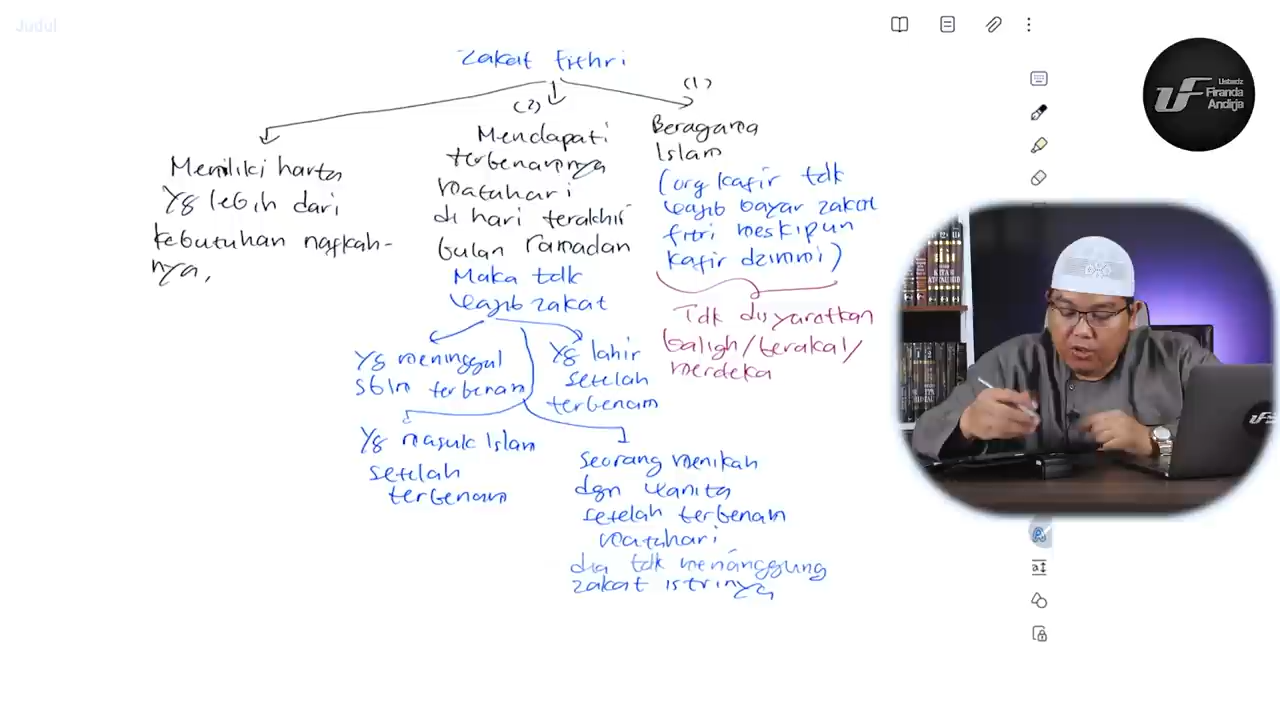 Judul
Zakat Fithri
(1)
Beragama
Islam
(org kafir tdk
wajib bayar zakat
fitri meskipun
kafir dzimmi)
Tdk disyaratkan
baligh/berakal/
merdeka
(2)
Mendapati
terbenamnya
matahari
di hari terakhir
bulan ramadan
Maka tdk
wajib zakat
Yg meninggal
sblm terbenam
Yg lahir
setelah
terbenam
Yg masuk Islam
setelah
terbenam
Seorang menikah
dgn wanita
setelah terbenam
matahari
dia tdk menanggung
zakat istrinya
Memiliki harta
Yg lebih dari
kebutuhan nafkah-
nya,
Ustadz
Firanda
Andirja
UF